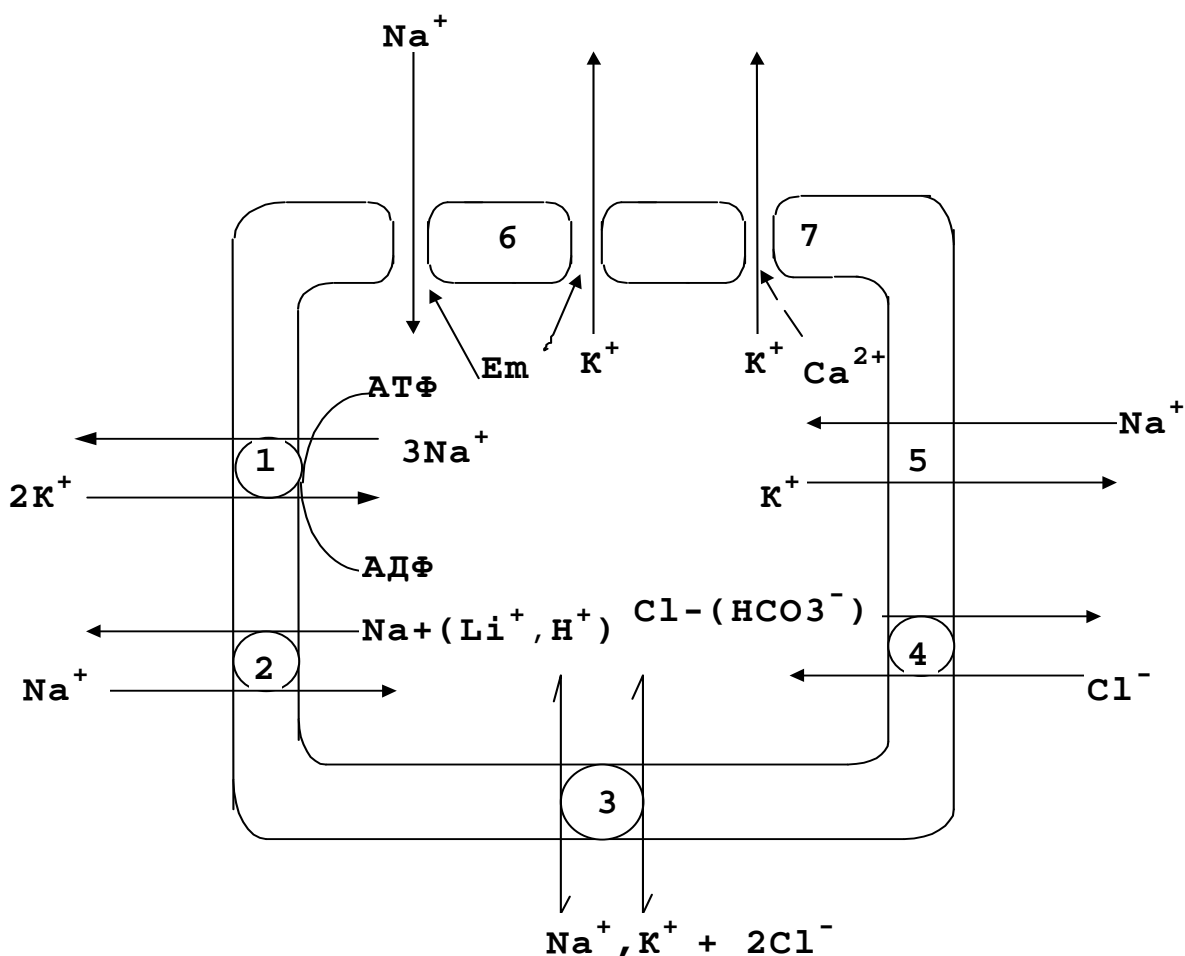 Na⁺
6
7
Em
K⁺
K⁺
Ca²⁺
АТФ
Na⁺
3Na⁺
1
5
2K⁺
K⁺
АДФ
Cl-(HCO3⁻)
Na+(Li⁺,H⁺)
4
2
Na⁺
Cl⁻
3
Na⁺,K⁺ + 2Cl⁻